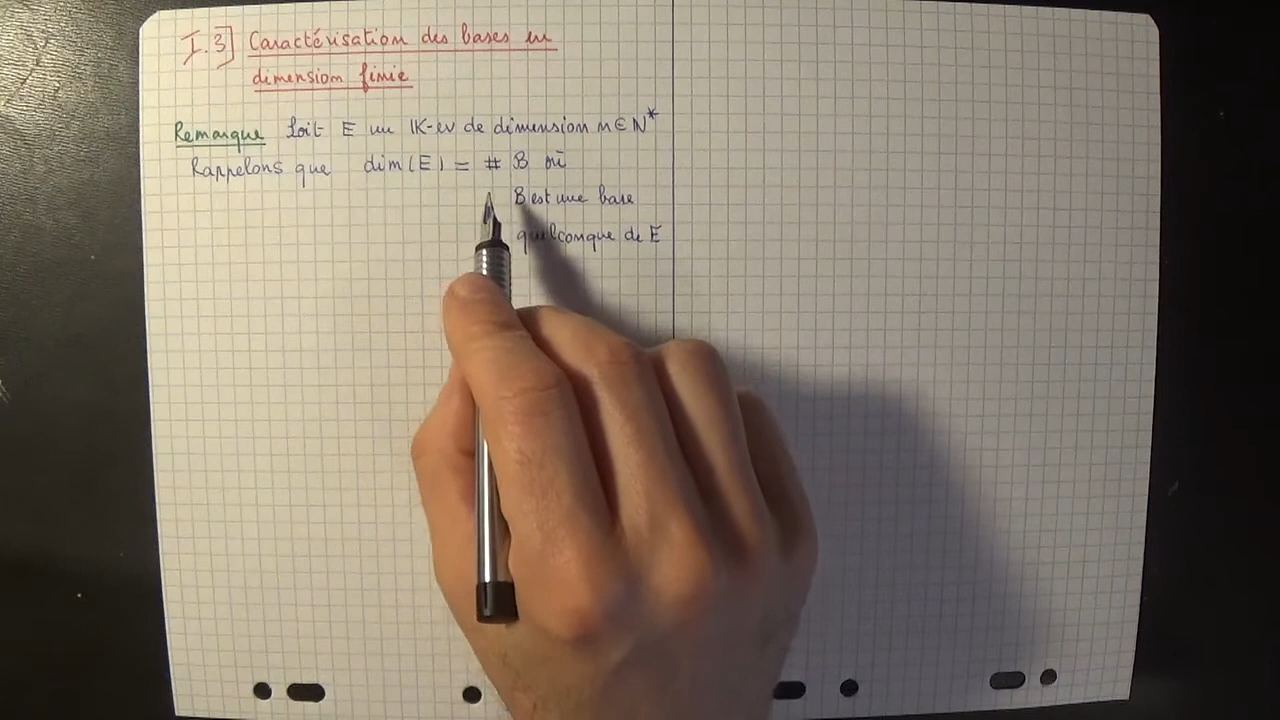 I.3] Caractérisation des bases en
dimension finie
Remarque Soit E un IK-ev de dimension n∈N*
Rappelons que dim(E) = # B où
B est une base
quelconque de E